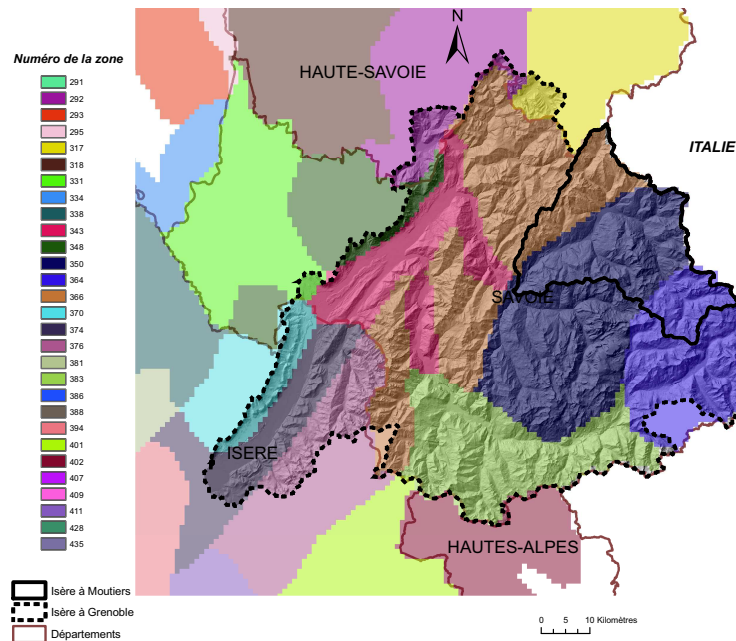 N
Numéro de la zone
291
292
293
295
317
318
331
334
338
343
348
350
364
366
370
374
376
381
383
386
388
394
401
402
407
409
411
428
435
HAUTE-SAVOIE
ITALIE
SAVOIE
ISERE
HAUTES-ALPES
Isère à Moutiers
Isère à Grenoble
Départements
0 5 10 Kilomètres